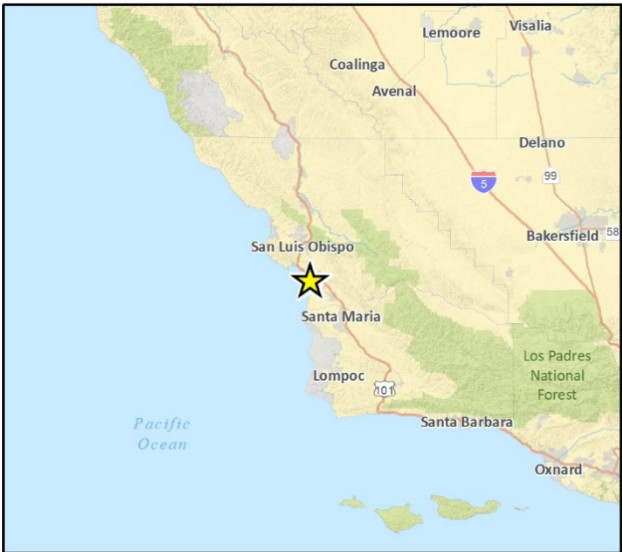 Lemoore
Visalia
Coalinga
Avenal
Delano
5
99
Bakersfield
58
San Luis Obispo
Santa Maria
Los Padres
National
Forest
Lompoc
101
Santa Barbara
Pacific
Ocean
Oxnard